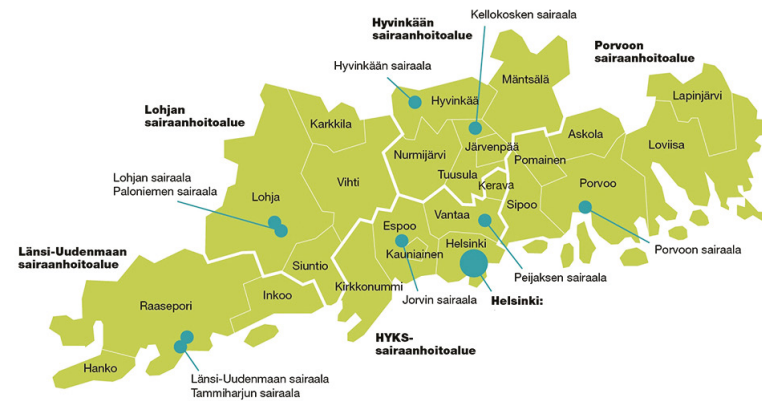 Kellokosken sairaala
Hyvinkään
sairaanhoitoalue
Porvoon
sairaanhoitoalue
Hyvinkään sairaala
Mäntsälä
Lapinjärvi
Hyvinkää
Lohjan
sairaanhoitoalue
Karkkila
Askola
Loviisa
Järvenpää
Nurmijärvi
Pornainen
Tuusula
Lohjan sairaala
Paloniemen sairaala
Vihti
Kerava
Porvoo
Lohja
Sipoo
Vantaa
Espoo
Helsinki
Länsi-Uudenmaan
sairaanhoitoalue
Kauniainen
Porvoon sairaala
Siuntio
Peijaksen sairaala
Kirkkonummi
Inkoo
Jorvin sairaala
Helsinki:
Raasepori
HYKS-
sairaanhoitoalue
Hanko
Länsi-Uudenmaan sairaala
Tammiharjun sairaala